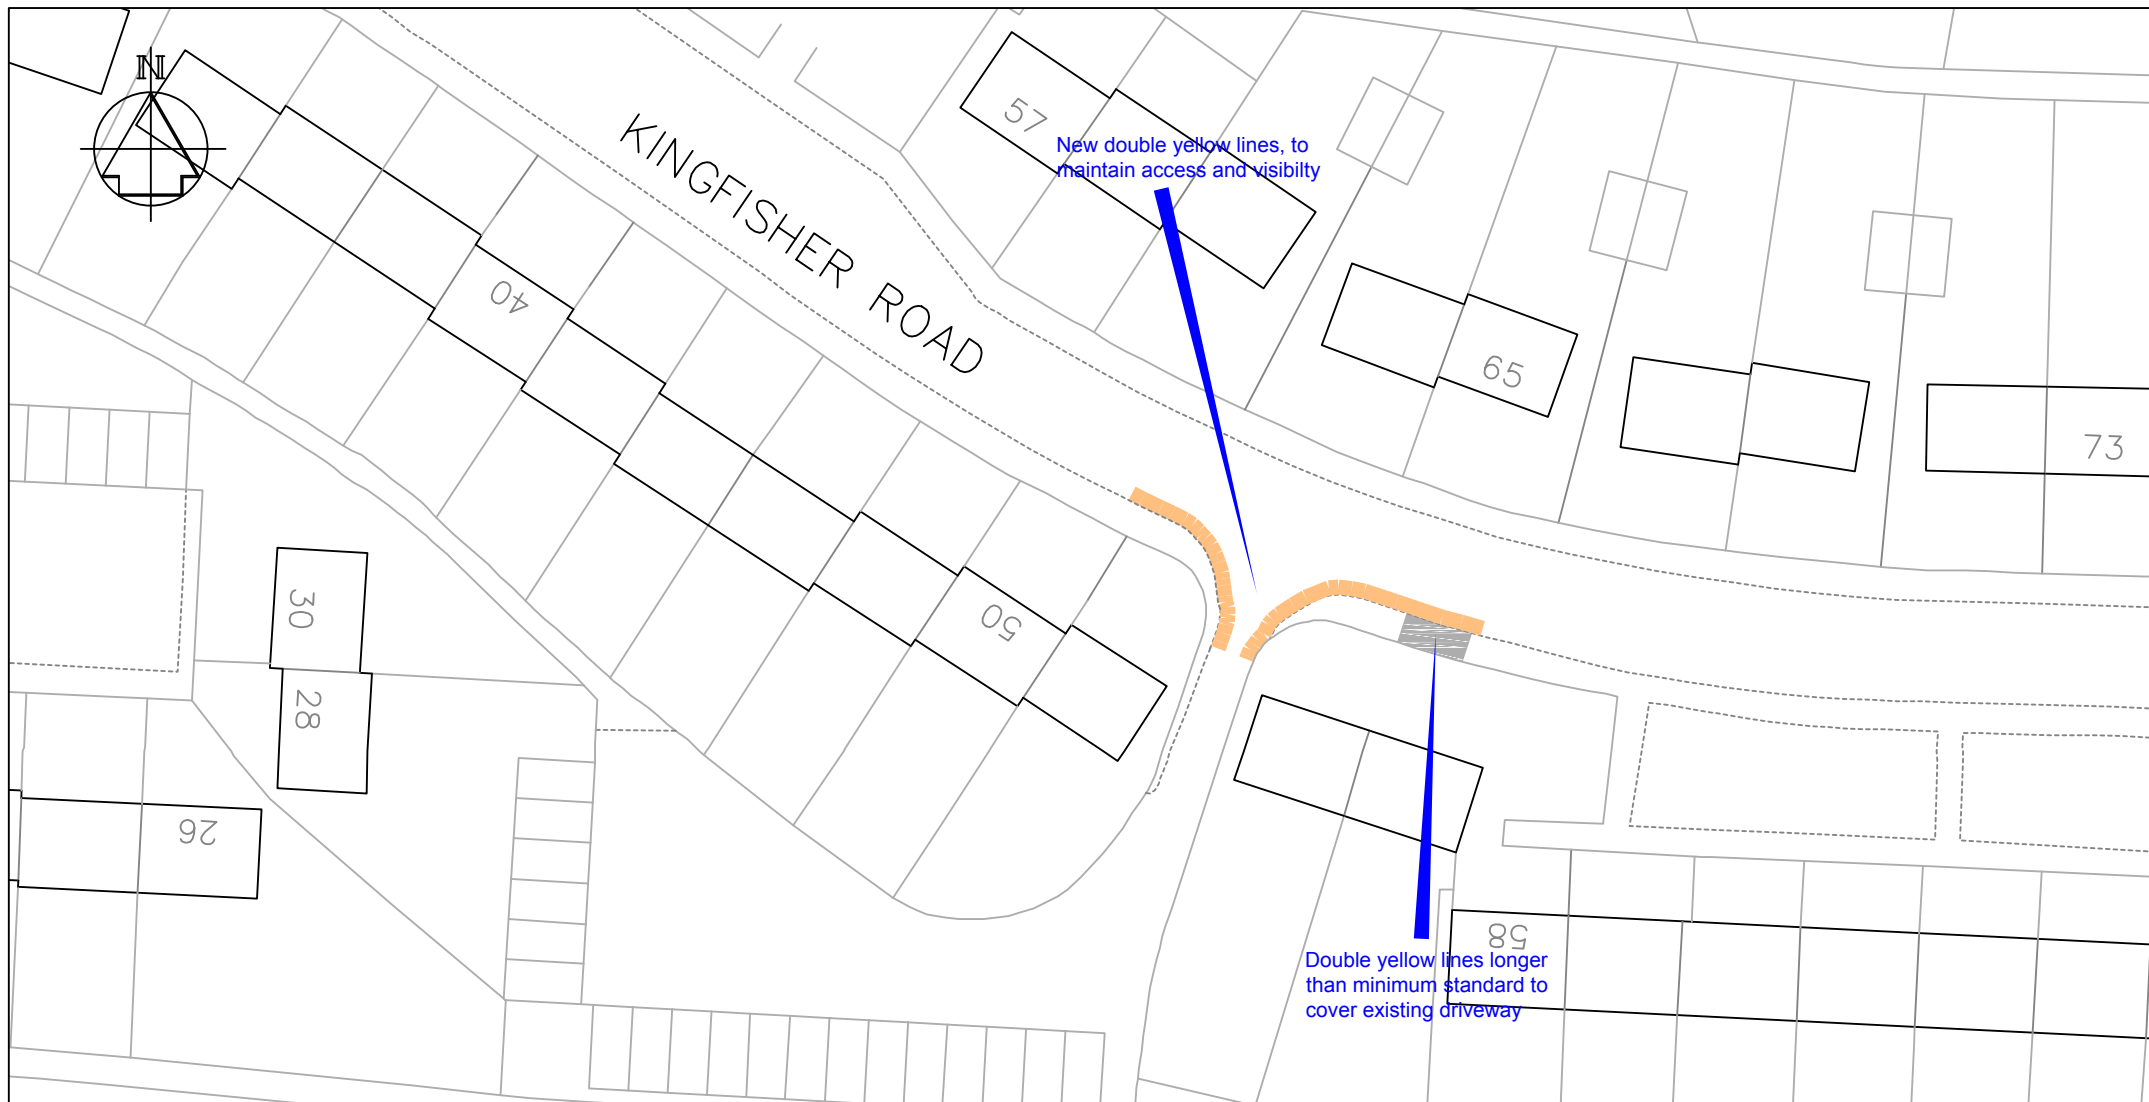 N
57
New double yellow lines, to
maintain access and visibilty
KINGFISHER ROAD
40
65
73
30
50
28
26
58
Double yellow lines longer
than minimum standard to
cover existing driveway